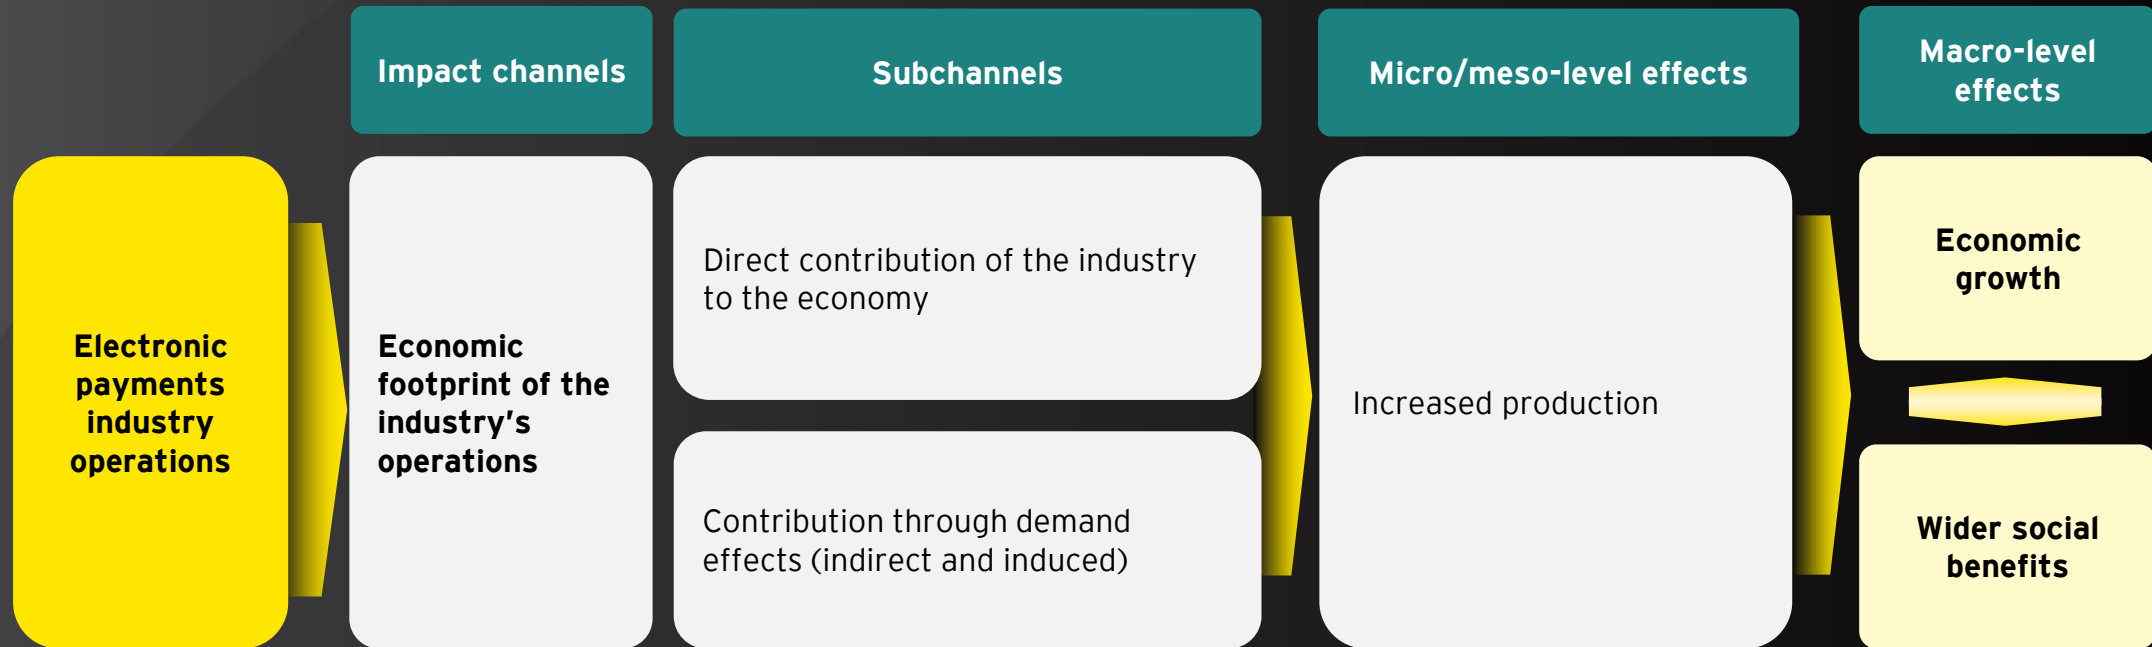 Impact channels
Subchannels
Micro/meso-level effects
Macro-level
effects
Electronic
payments
industry
operations
Economic
footprint of the
industry's
operations
Direct contribution of the industry
to the economy
Contribution through demand
effects (indirect and induced)
Increased production
Economic
growth
Wider social
benefits